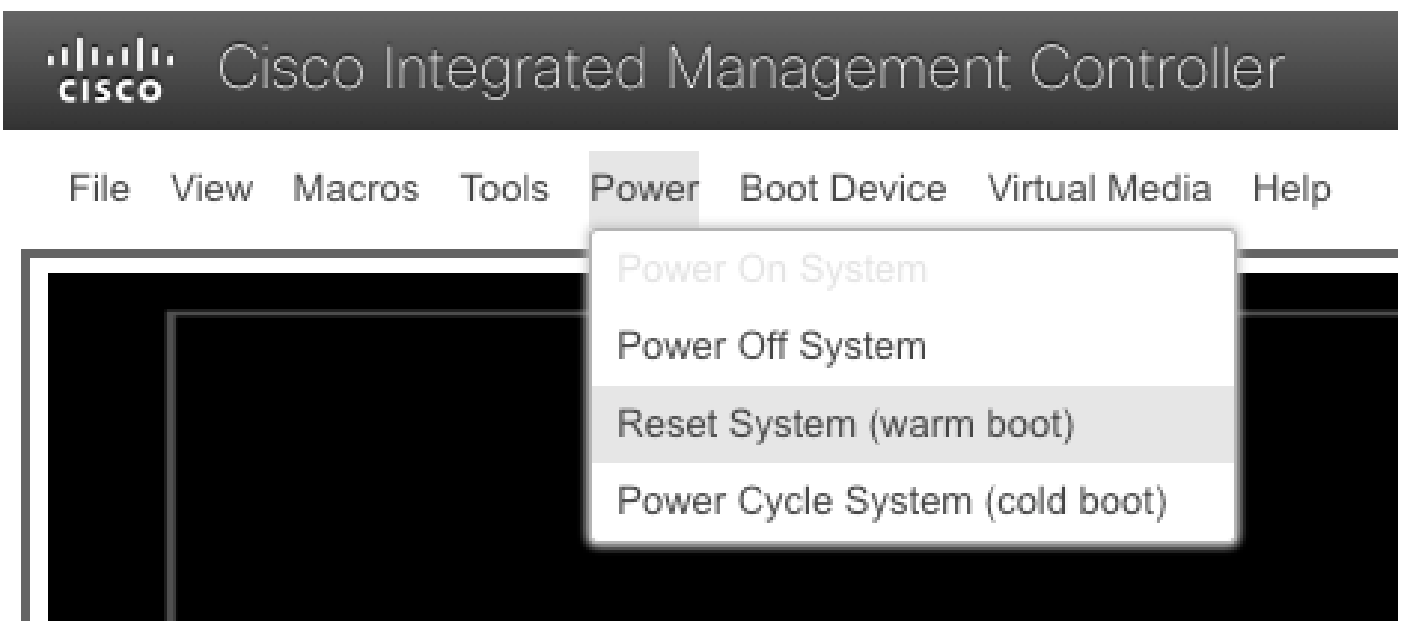 CISCO Cisco Integrated Management Controller
File View Macros Tools Power Boot Device Virtual Media Help
Power On System
Power Off System
Reset System (warm boot)
Power Cycle System (cold boot)